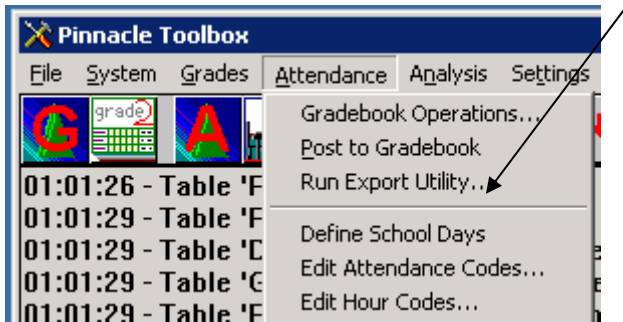 Pinnacle Toolbox
File System Grades Attendance Analysis Settings
G grade A
Gradebook Operations...
Post to Gradebook
Run Export Utility...
Define School Days
Edit Attendance Codes...
Edit Hour Codes...
01:01:26 - Table 'F
01:01:29 - Table 'F
01:01:29 - Table 'D
01:01:29 - Table 'G
01:01:29 - Table 'F